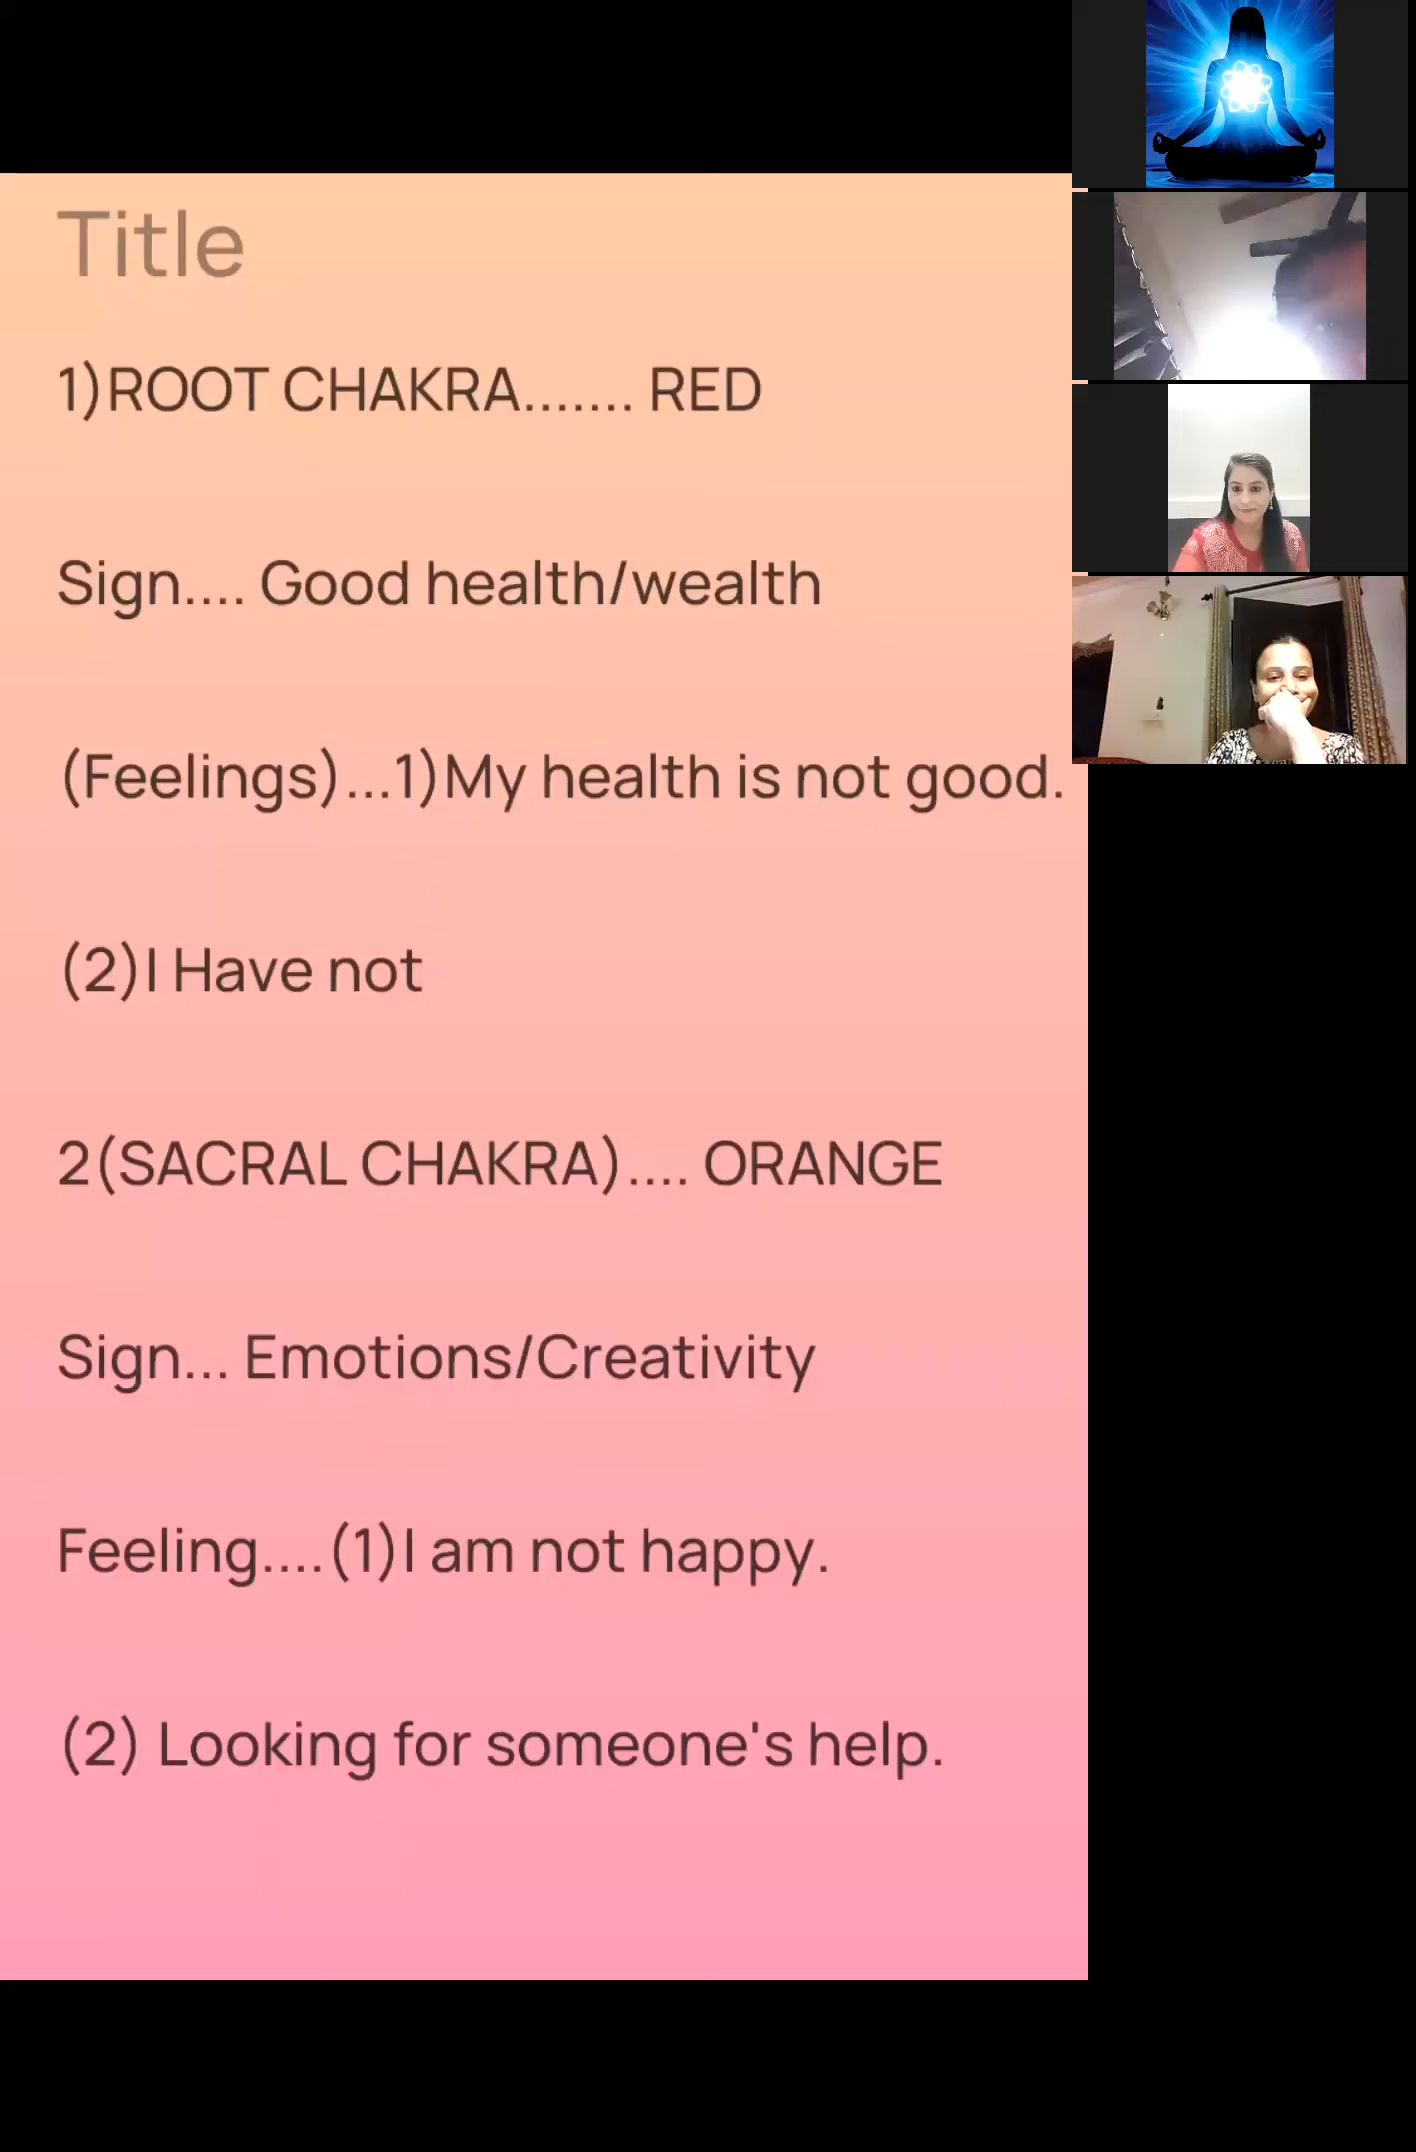 Title
1)ROOT CHAKRA....... RED
Sign.... Good health/wealth
(Feelings)...1)My health is not good.
(2)I Have not
2(SACRAL CHAKRA).... ORANGE
Sign... Emotions/Creativity
Feeling....(1)I am not happy.
(2) Looking for someone's help.